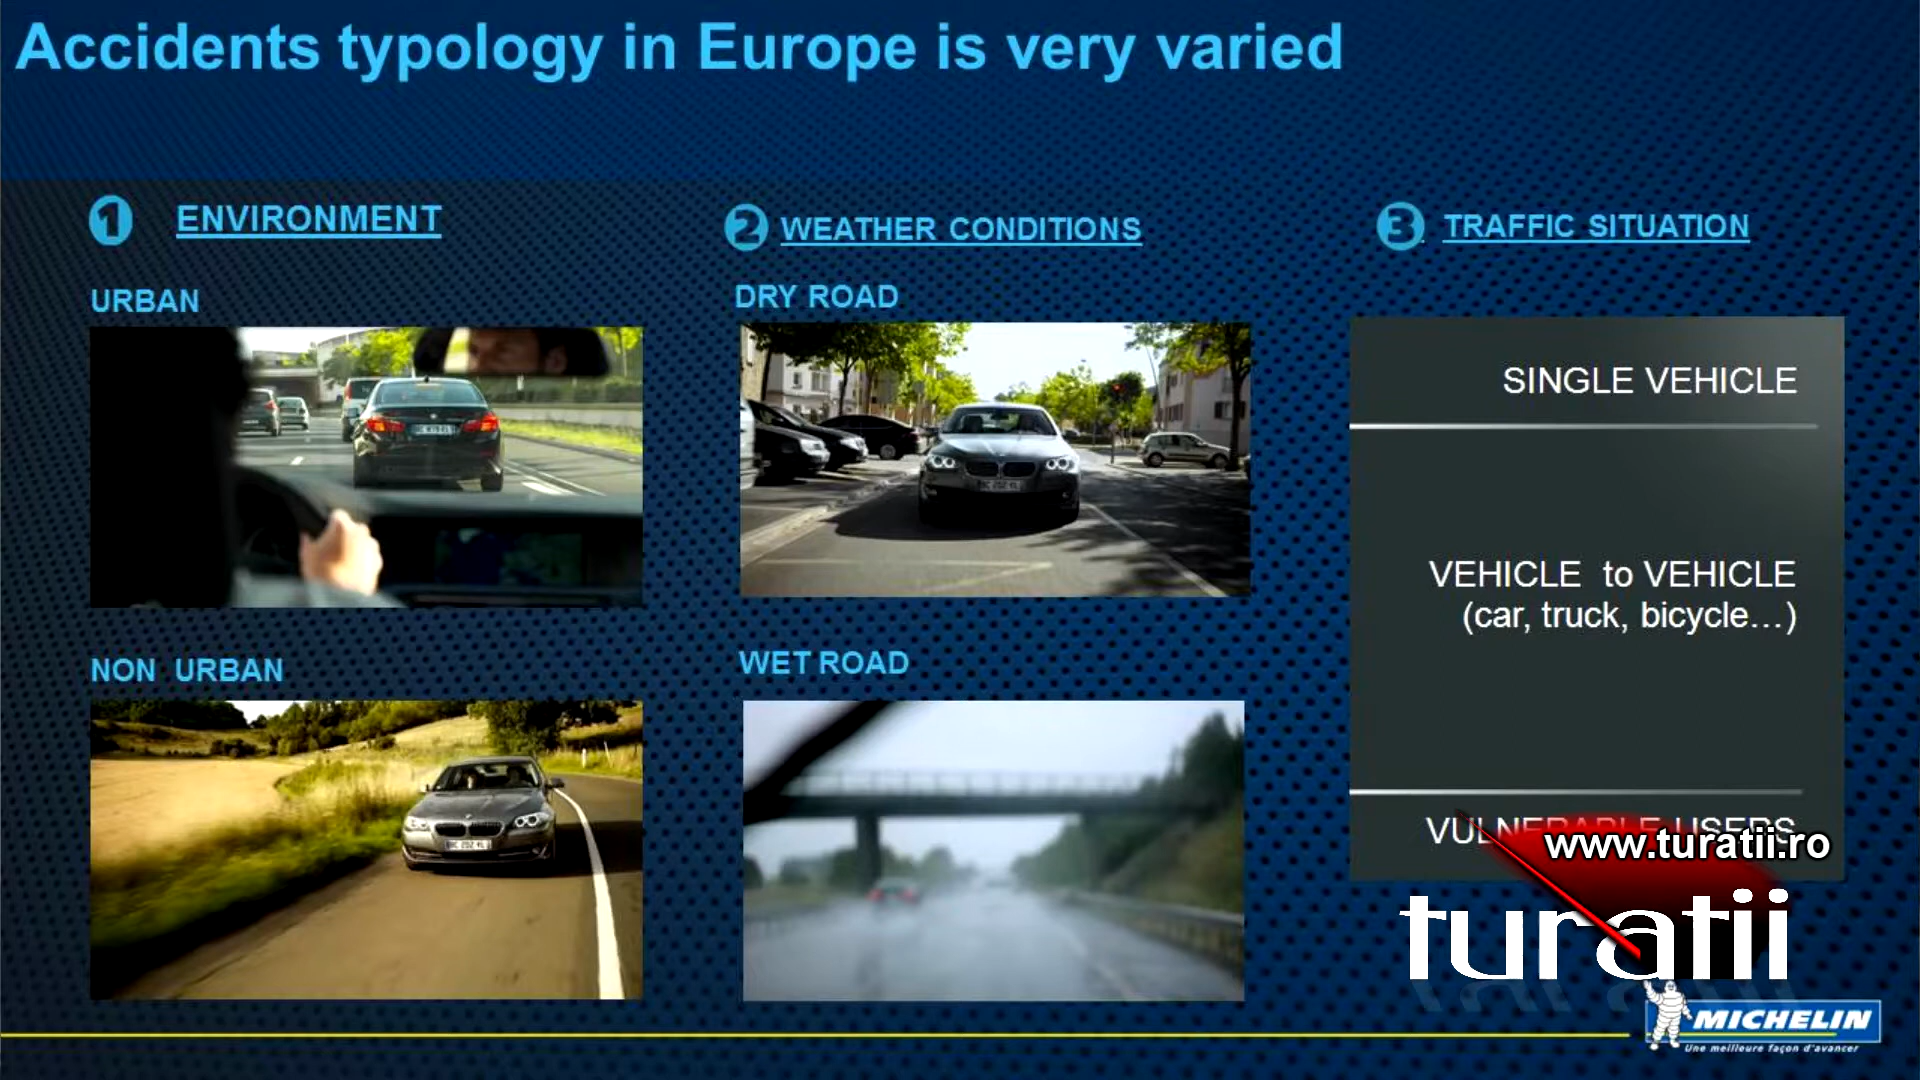 Accidents typology in Europe is very varied
1 ENVIRONMENT
URBAN
NON URBAN
2 WEATHER CONDITIONS
DRY ROAD
WET ROAD
3 TRAFFIC SITUATION
SINGLE VEHICLE
VEHICLE to VEHICLE
(car, truck, bicycle…)
VULNERABLE USERS
www.turatii.ro
turatii
MICHELIN
Une meilleure façon d'avancer